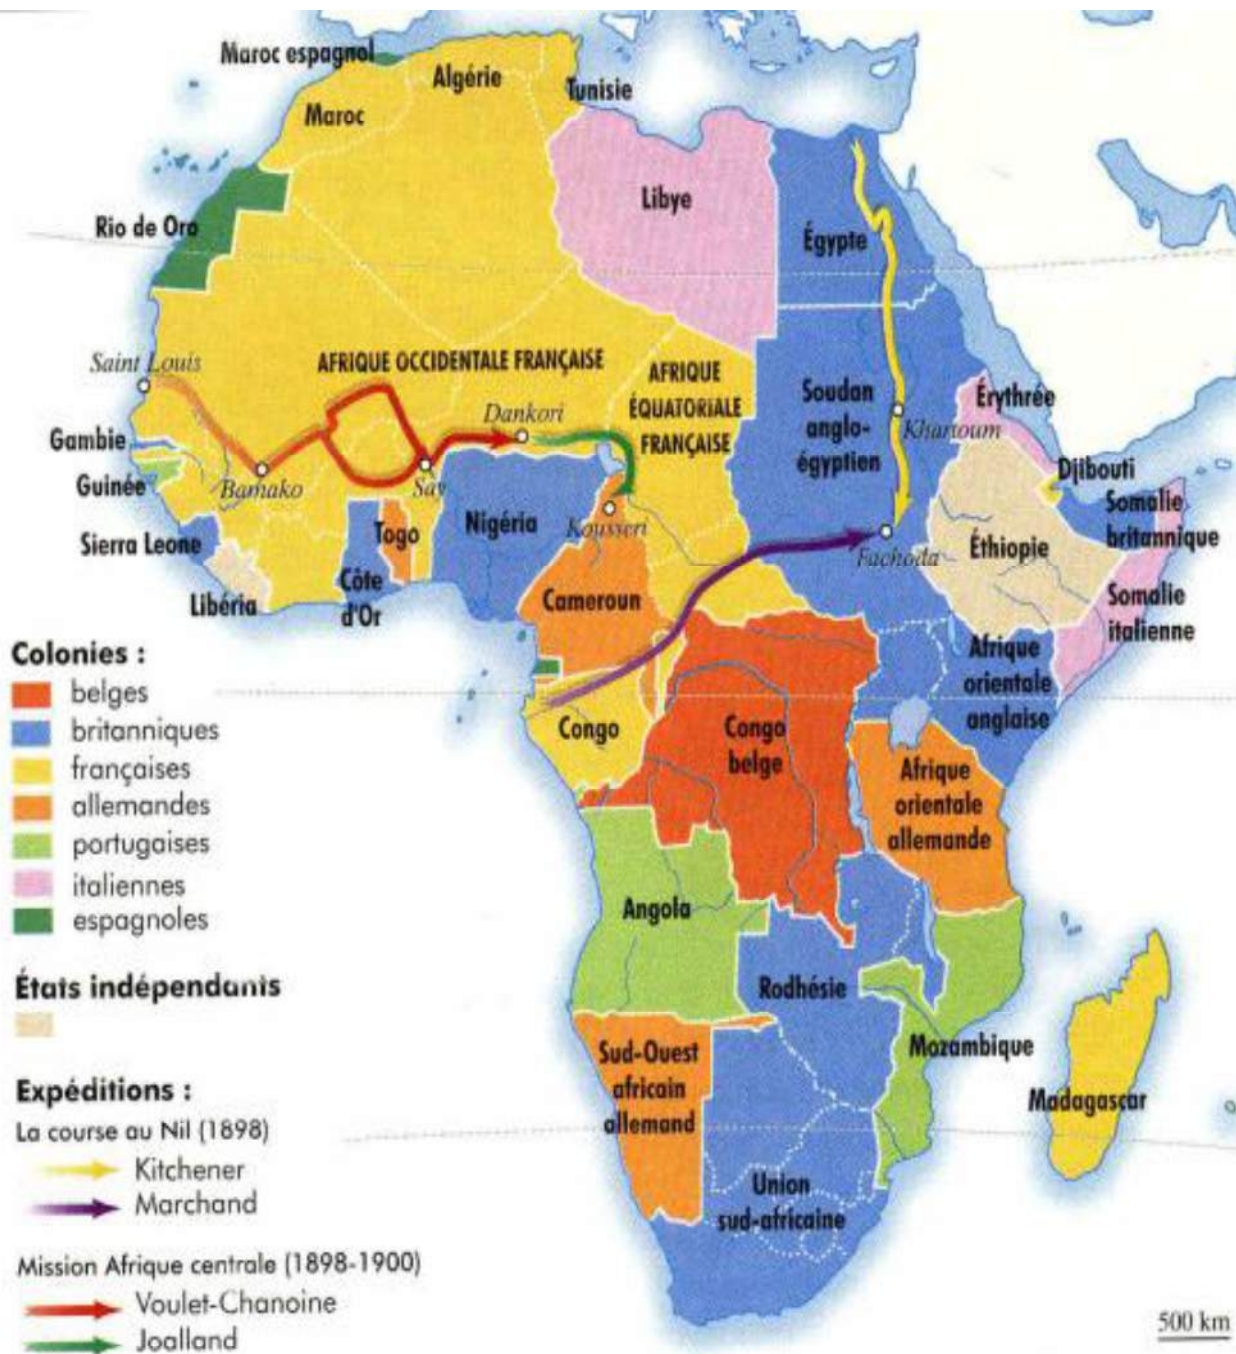 Maroc espagnol
Algérie
Tunisie
Maroc
Libye
Rio de Oro
Égypte
Saint Louis
AFRIQUE OCCIDENTALE FRANÇAISE
AFRIQUE
ÉQUATORIALE
FRANÇAISE
Soudan
anglo-
égyptien
Érythrée
Dankori
Khartoum
Gambie
Djibouti
Guinée
Bamako
Say
Somalie
britannique
Nigéria
Kousseri
Togo
Sierra Leone
Fachoda
Éthiopie
Côte
d'Or
Libéria
Cameroun
Somalie
italienne
Afrique
orientale
anglaise
Congo
Congo
belge
Afrique
orientale
allemande
Angola
Rodhésie
Mozambique
Sud-Ouest
africain
allemand
Madagascar
Union
sud-africaine
Colonies :
belges
britanniques
françaises
allemandes
portugaises
italiennes
espagnoles
États indépendants
Expéditions :
La course au Nil (1898)
Kitchener
Marchand
Mission Afrique centrale (1898-1900)
Voulet-Chanoine
Joalland
500 km